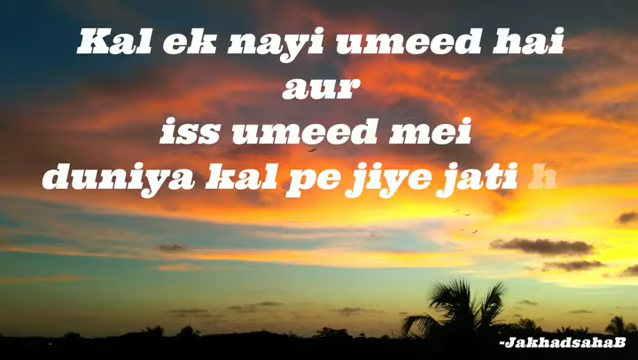 Kal ek nayi umeed hai
aur
iss umeed mei
duniya kal pe jiye jati h
-JakhadsahaB